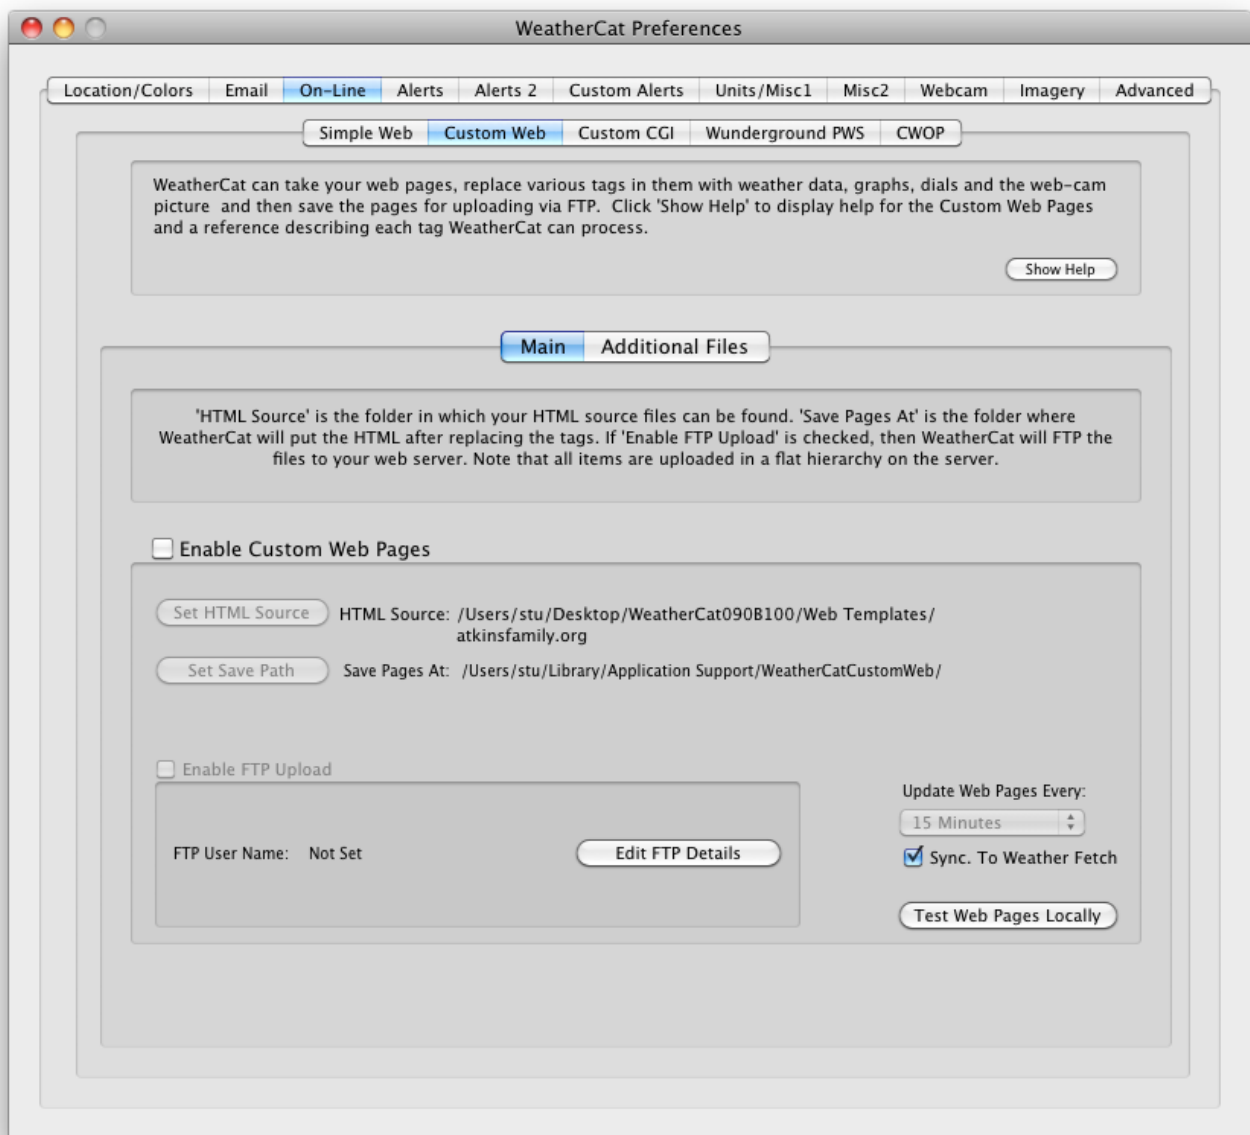 WeatherCat Preferences
Location/Colors Email On-Line Alerts Alerts 2 Custom Alerts Units/Misc1 Misc2 Webcam Imagery Advanced
Simple Web Custom Web Custom CGI Wunderground PWS CWOP
WeatherCat can take your web pages, replace various tags in them with weather data, graphs, dials and the web-cam
picture and then save the pages for uploading via FTP. Click 'Show Help' to display help for the Custom Web Pages
and a reference describing each tag WeatherCat can process.
Show Help
Main Additional Files
'HTML Source' is the folder in which your HTML source files can be found. 'Save Pages At' is the folder where
WeatherCat will put the HTML after replacing the tags. If 'Enable FTP Upload' is checked, then WeatherCat will FTP the
files to your web server. Note that all items are uploaded in a flat hierarchy on the server.
Enable Custom Web Pages
Set HTML Source HTML Source: /Users/stu/Desktop/WeatherCat090B100/Web Templates/
atkinsfamily.org
Set Save Path Save Pages At: /Users/stu/Library/Application Support/WeatherCatCustomWeb/
Enable FTP Upload
Update Web Pages Every:
15 Minutes
FTP User Name: Not Set Edit FTP Details
Sync. To Weather Fetch
Test Web Pages Locally